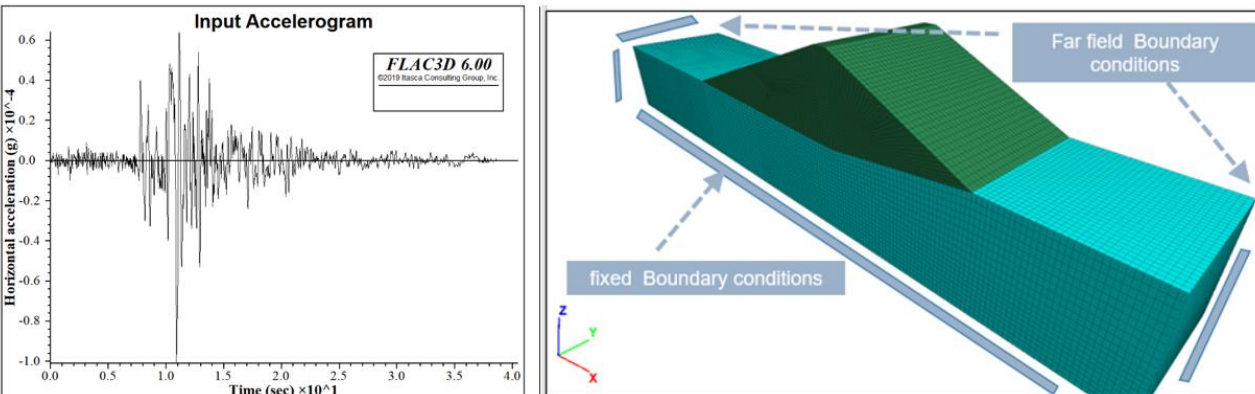 Input Accelerogram
FLAC3D 6.00
©2019 Itasca Consulting Group, Inc.
Horizontal acceleration (g) ×10^-4
0.6
0.4
0.2
0.0
-0.2
-0.4
-0.6
-0.8
-1.0
0.0 0.5 1.0 1.5 2.0 2.5 3.0 3.5 4.0
Time (sec) ×10^1
Far field Boundary
conditions
fixed Boundary conditions
Z
Y
X